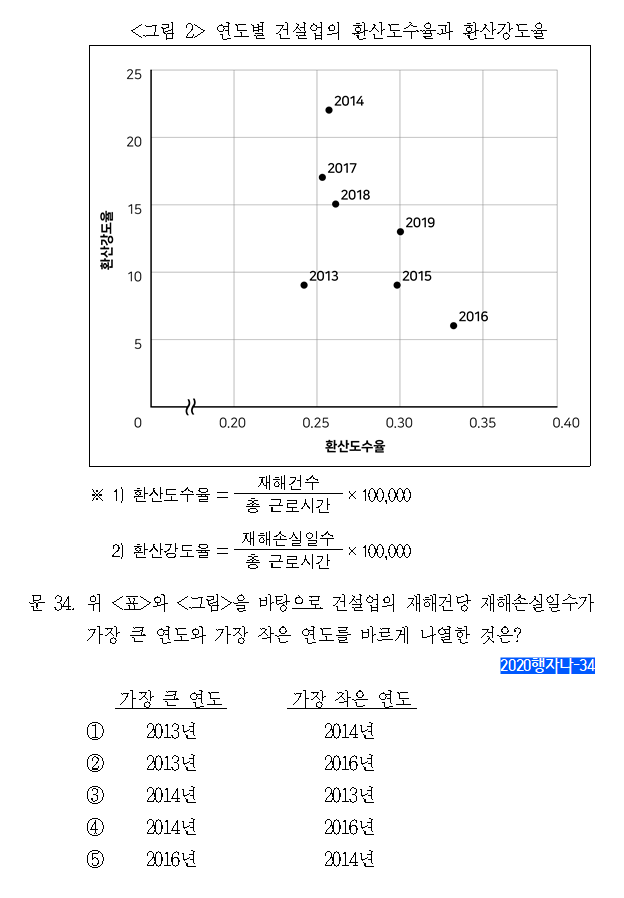 <그림 2> 연도별 건설업의 환산도수율과 환산강도율
25
20
15
10
5
0
환산강도율
2014
2017
2018
2019
2013
2015
2016
0.20
0.25
0.30
0.35
0.40
환산도수율
※ 1) 환산도수율 = 재해건수 / 총 근로시간 × 100,000
2) 환산강도율 = 재해손실일수 / 총 근로시간 × 100,000
문 34. 위 <표>와 <그림>을 바탕으로 건설업의 재해건당 재해손실일수가
가장 큰 연도와 가장 작은 연도를 바르게 나열한 것은?
2020행자나-34
가장 큰 연도 가장 작은 연도
① 2013년 2014년
② 2013년 2016년
③ 2014년 2013년
④ 2014년 2016년
⑤ 2016년 2014년